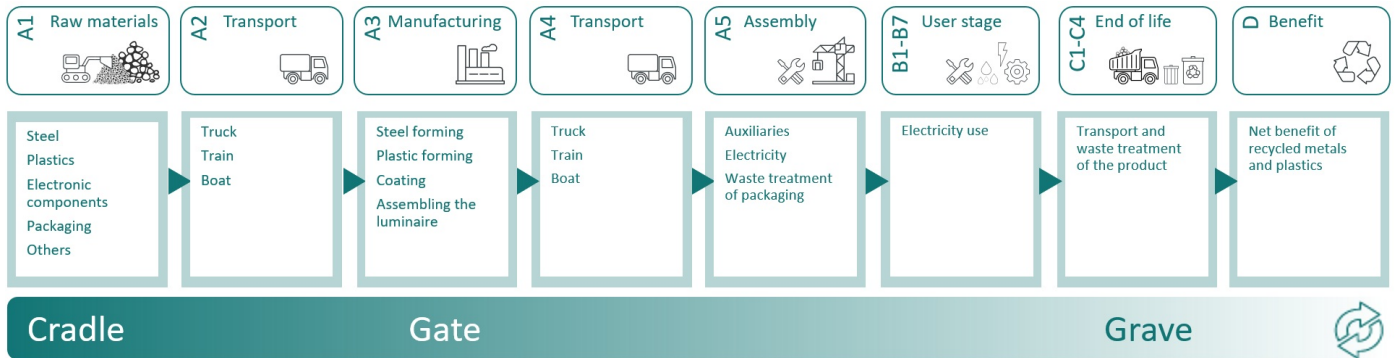 A1 Raw materials
A2 Transport
A3 Manufacturing
A4 Transport
A5 Assembly
B1-B7 User stage
C1-C4 End of life
D Benefit
Steel
Plastics
Electronic
components
Packaging
Others
Truck
Train
Boat
Steel forming
Plastic forming
Coating
Assembling the
luminaire
Truck
Train
Boat
Auxiliaries
Electricity
Waste treatment
of packaging
Electricity use
Transport and
waste treatment
of the product
Net benefit of
recycled metals
and plastics
Cradle
Gate
Grave